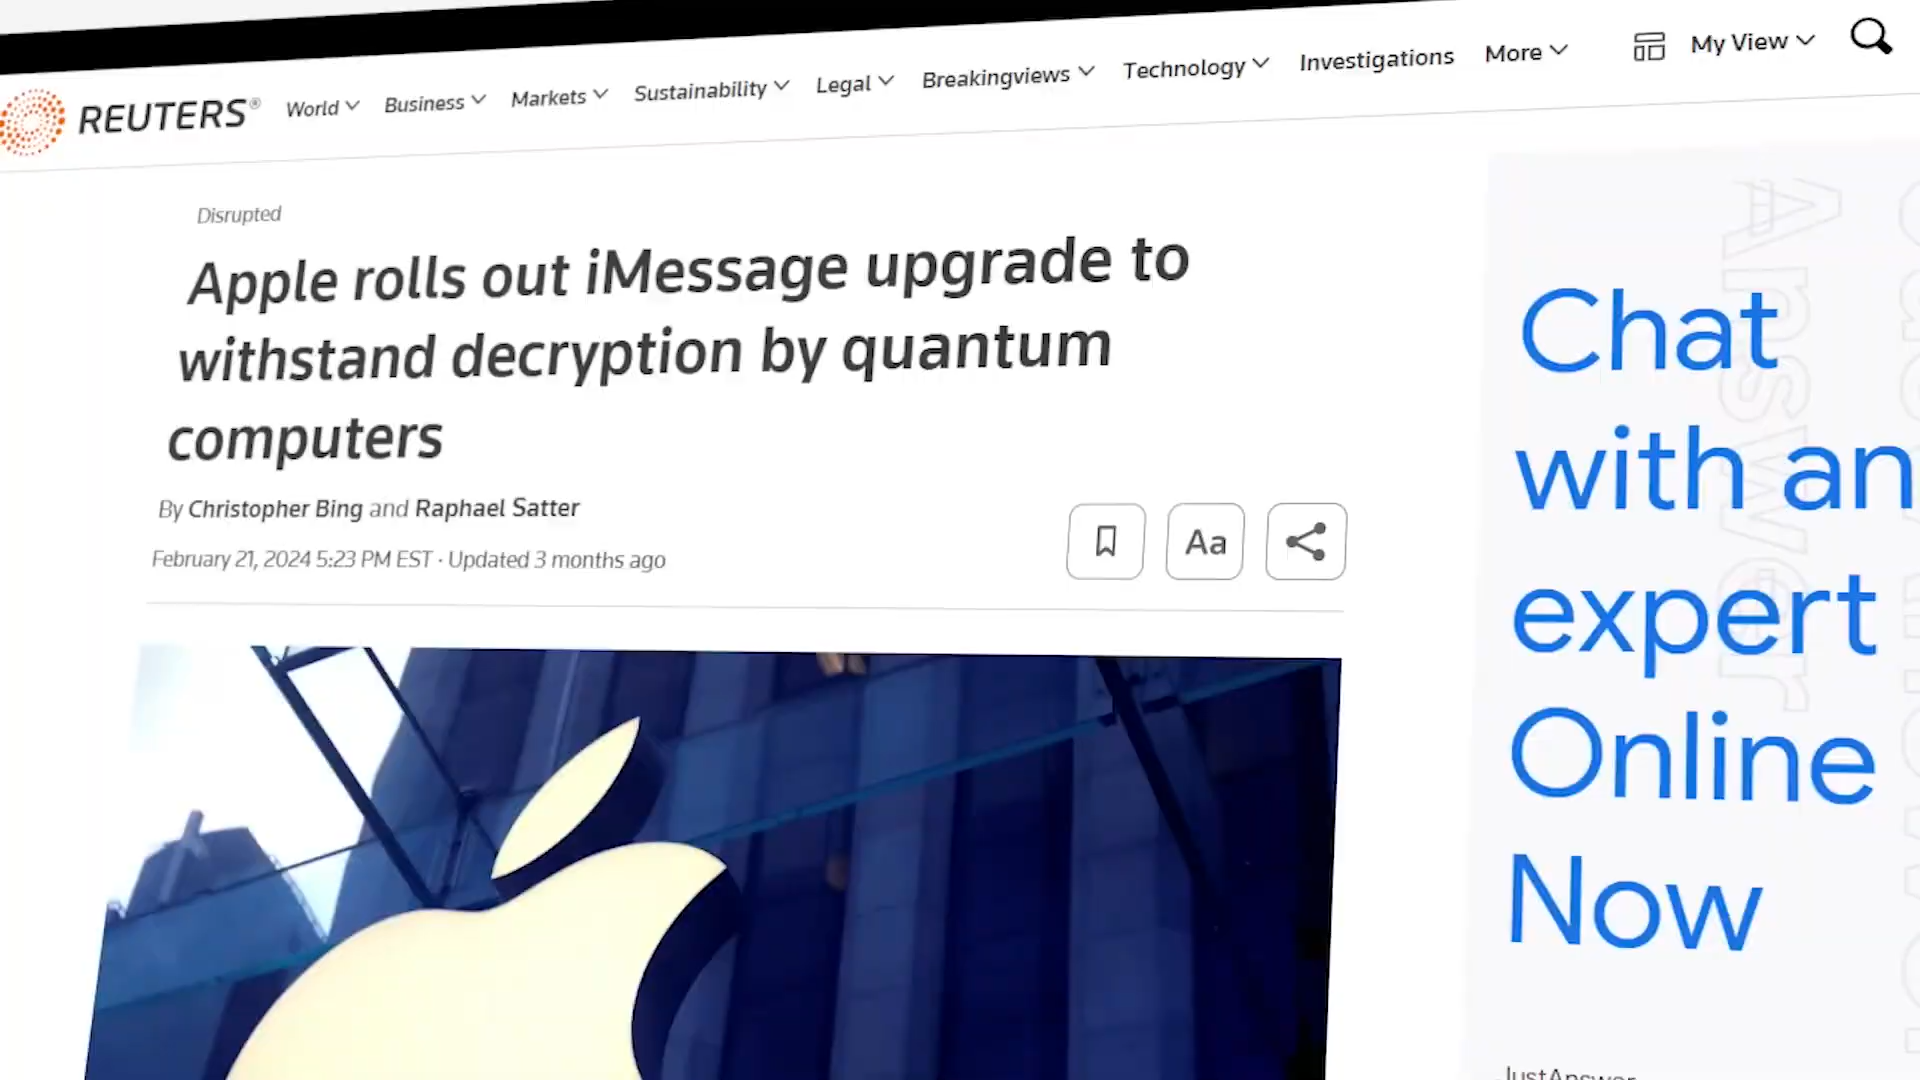 REUTERS®
World Business Markets Sustainability Legal Breakingviews Technology Investigations More My View
Disrupted
Apple rolls out iMessage upgrade to
withstand decryption by quantum
computers
By Christopher Bing and Raphael Satter
February 21, 2024 5:23 PM EST · Updated 3 months ago
Aa
Chat
with an
expert
Online
Now
Answer
JustAnswer